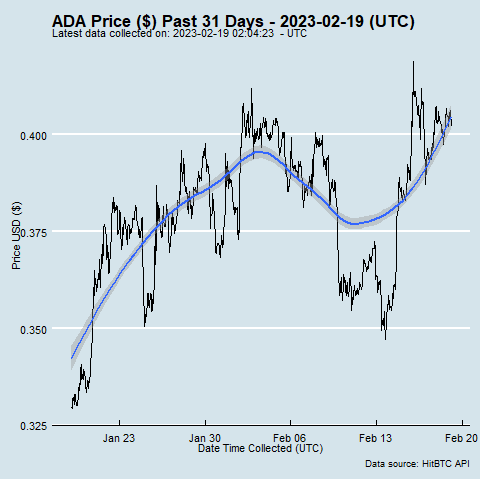 ADA Price ($) Past 31 Days - 2023-02-19 (UTC)
Latest data collected on: 2023-02-19 02:04:23  - UTC
Price USD ($)
0.400
0.375
0.350
0.325
Jan 23
Jan 30
Feb 06
Feb 13
Feb 20
Date Time Collected (UTC)
Data source: HitBTC API